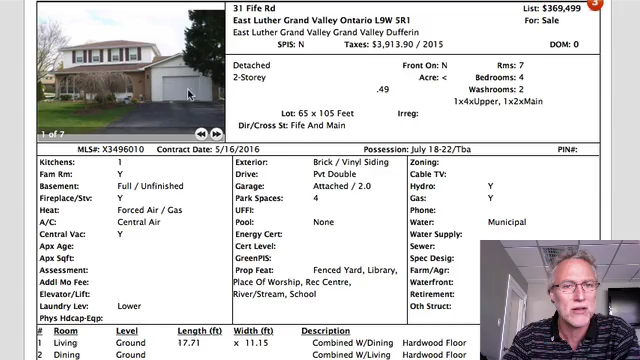 3
31 Fife Rd List: $369,499
East Luther Grand Valley Ontario L9W 5R1 For: Sale
East Luther Grand Valley Grand Valley Dufferin
SPIS: N Taxes: $3,913.90 / 2015 DOM: 0
Detached Front On: N Rms: 7
2-Storey Acre: < Bedrooms: 4
.49 Washrooms: 2
1x4xUpper, 1x2xMain
Lot: 65 x 105 Feet Irreg:
Dir/Cross St: Fife And Main
1 of 7
MLS#: X3496010 Contract Date: 5/16/2016 Possession: July 18-22/Tba PIN#:
Kitchens: 1 Exterior: Brick / Vinyl Siding Zoning:
Fam Rm: Y Drive: Pvt Double Cable TV:
Basement: Full / Unfinished Garage: Attached / 2.0 Hydro: Y
Fireplace/Stv: Y Park Spaces: 4 Gas: Y
Heat: Forced Air / Gas UFFI: Phone:
A/C: Central Air Pool: None Water: Municipal
Central Vac: Y Energy Cert: Water Supply:
Apx Age: Cert Level: Sewer:
Apx Sqft: GreenPIS: Spec Desig:
Assessment: Prop Feat: Fenced Yard, Library, Farm/Agr:
Addl Mo Fee: Place Of Worship, Rec Centre, Waterfront:
Elevator/Lift: River/Stream, School Retirement:
Laundry Lev: Lower Oth Struct:
Phys Hdcap-Eqp:
# Room Level Length (ft) Width (ft) Description
1 Living Ground 17.71 x 11.15 Combined W/Dining Hardwood Floor
2 Dining Ground Combined W/Living Hardwood Floor